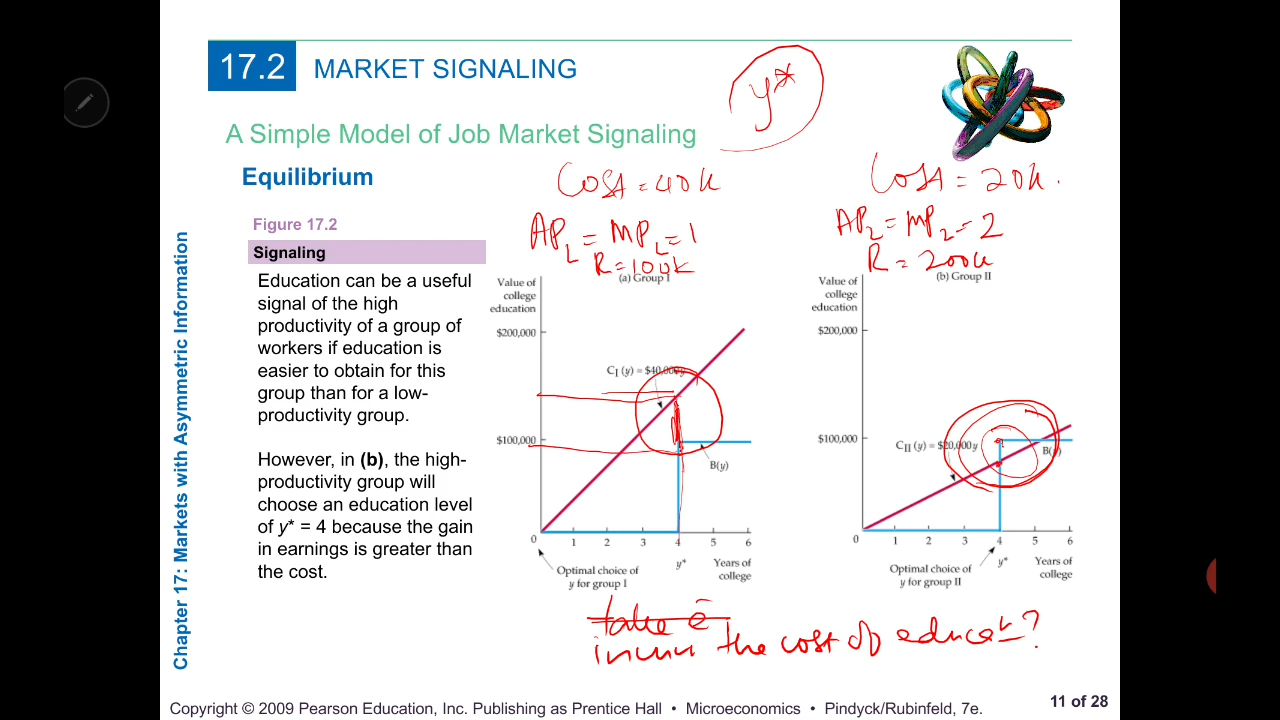 17.2 MARKET SIGNALING
y*
A Simple Model of Job Market Signaling
Equilibrium
Cost = 40k
Cost = 20k.
AP_L = MP_L = 1
R = 100k
AP_L = MP_L = 2
R = 200k
Figure 17.2
Signaling
Education can be a useful
signal of the high
productivity of a group of
workers if education is
easier to obtain for this
group than for a low-
productivity group.
However, in (b), the high-
productivity group will
choose an education level
of y* = 4 because the gain
in earnings is greater than
the cost.
Chapter 17: Markets with Asymmetric Information
(a) Group I
Value of
college
education
$200,000
C_I (y) = $40,000y
$100,000
B(y)
0 1 2 3 4 5 6
y*
Years of
college
Optimal choice of
y for group I
(b) Group II
Value of
college
education
$200,000
$100,000
C_II (y) = $20,000y
B(y)
0 1 2 3 4 5 6
y*
Years of
college
Optimal choice of
y for group II
incur the cost of educatn?
11 of 28
Copyright © 2009 Pearson Education, Inc. Publishing as Prentice Hall • Microeconomics • Pindyck/Rubinfeld, 7e.